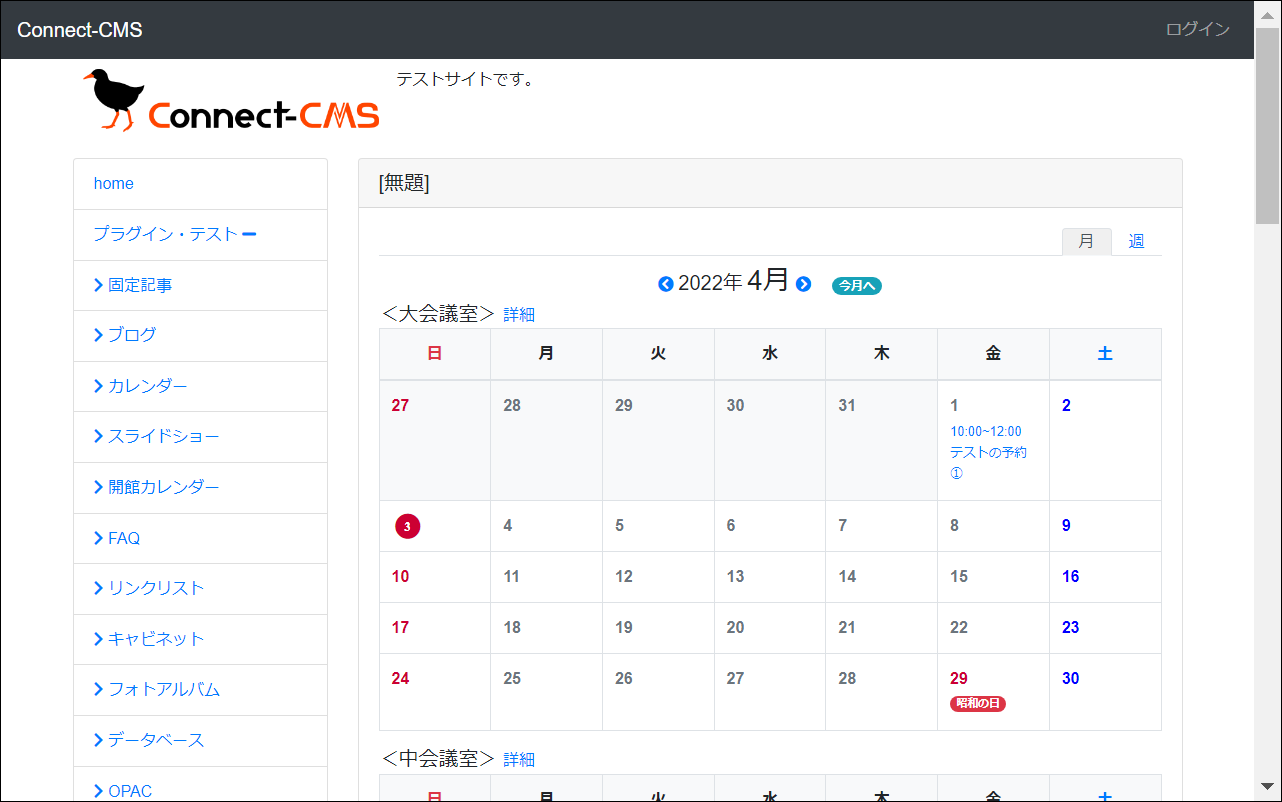 Connect-CMS
ログイン
Connect-CMS
テストサイトです。
home
プラグイン・テスト
固定記事
ブログ
カレンダー
スライドショー
開館カレンダー
FAQ
リンクリスト
キャビネット
フォトアルバム
データベース
OPAC
[無題]
月 週
2022年 4月 今月へ
＜大会議室＞ 詳細
日 月 火 水 木 金 土
27 28 29 30 31 1 2
10:00~12:00
テストの予約
①
3 4 5 6 7 8 9
10 11 12 13 14 15 16
17 18 19 20 21 22 23
24 25 26 27 28 29 30
昭和の日
＜中会議室＞ 詳細
日 月 火 水 木 金 土